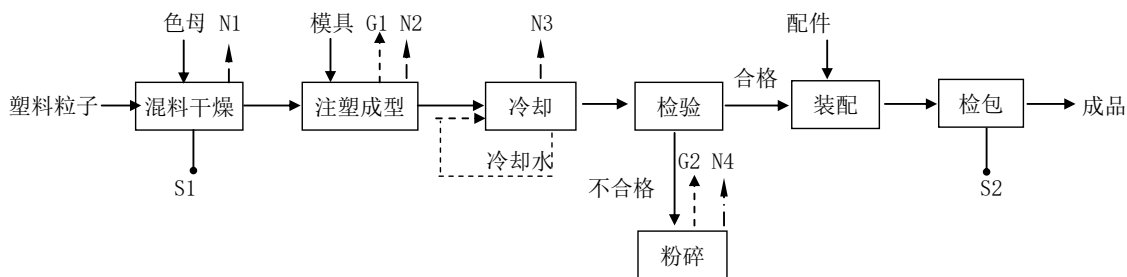 色母 N1 模具 G1 N2 N3 配件
塑料粒子 混料干燥 注塑成型 冷却 检验 合格 装配 检包 成品
冷却水
S1 不合格 G2 N4 S2
粉碎